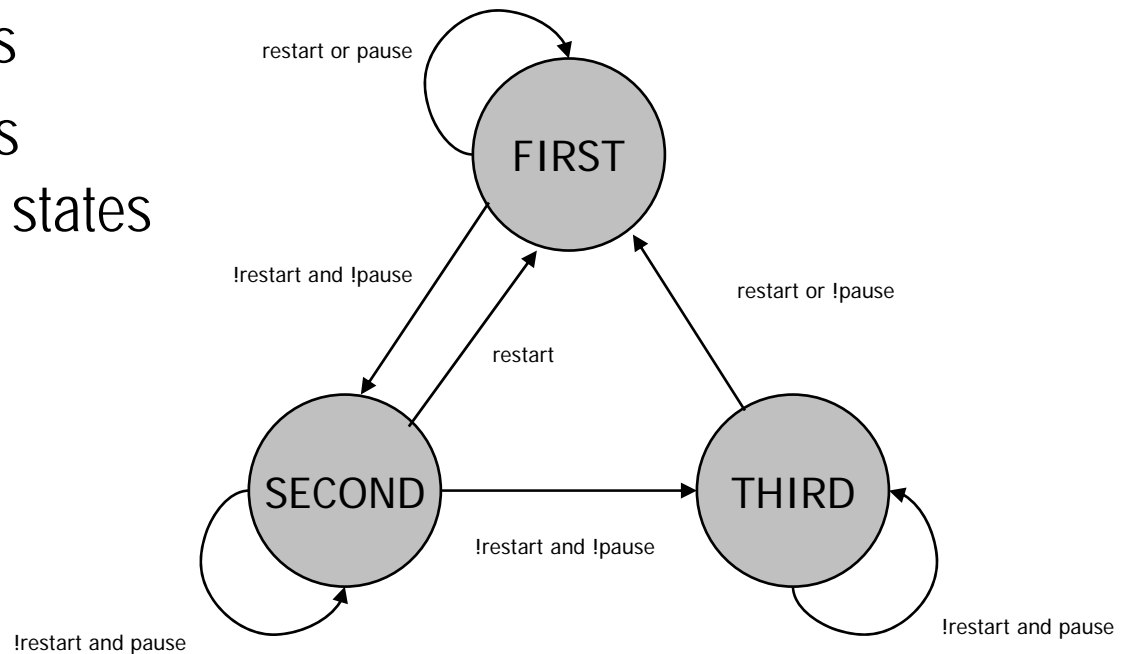 s
s
states
restart or pause
FIRST
!restart and !pause
restart or !pause
restart
SECOND
THIRD
!restart and !pause
!restart and pause
!restart and pause